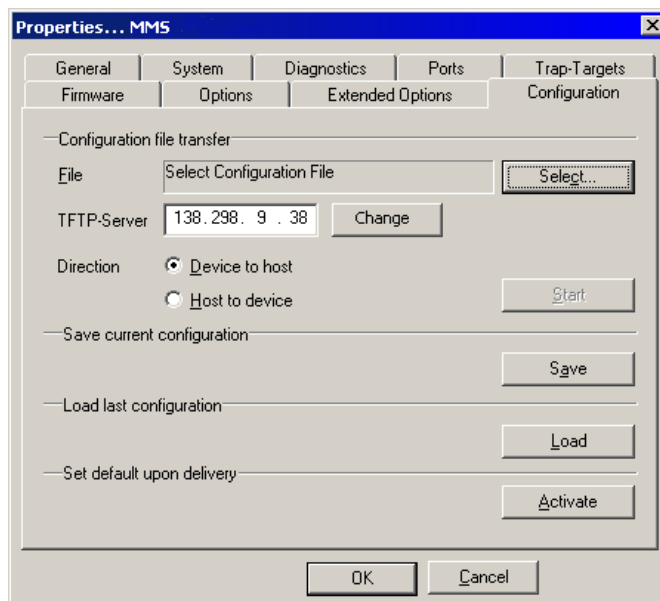 Properties... MMS
General System Diagnostics Ports Trap-Targets
Firmware Options Extended Options Configuration
Configuration file transfer
File Select Configuration File Select...
TFTP-Server 138.298. 9 . 38 Change
Direction Device to host
Host to device Start
Save current configuration
Save
Load last configuration
Load
Set default upon delivery
Activate
OK Cancel